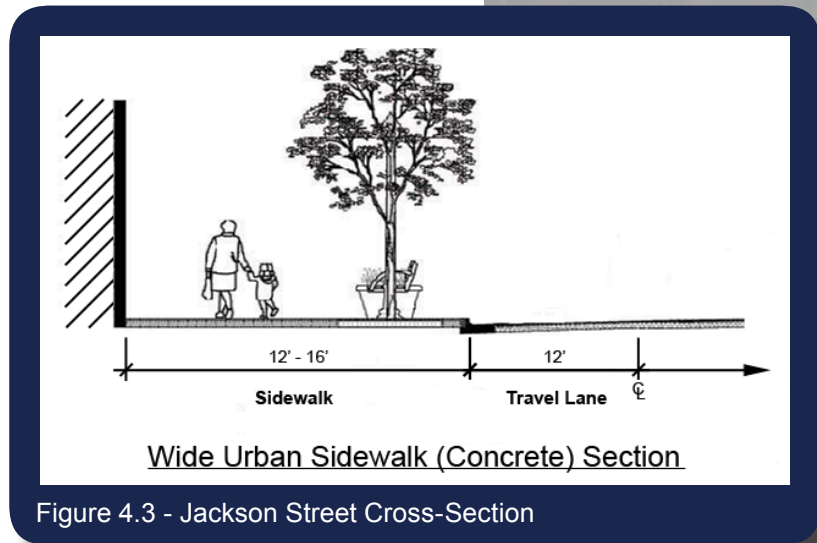 12' - 16'
12'
Sidewalk
Travel Lane
℄
Wide Urban Sidewalk (Concrete) Section
Figure 4.3 - Jackson Street Cross-Section